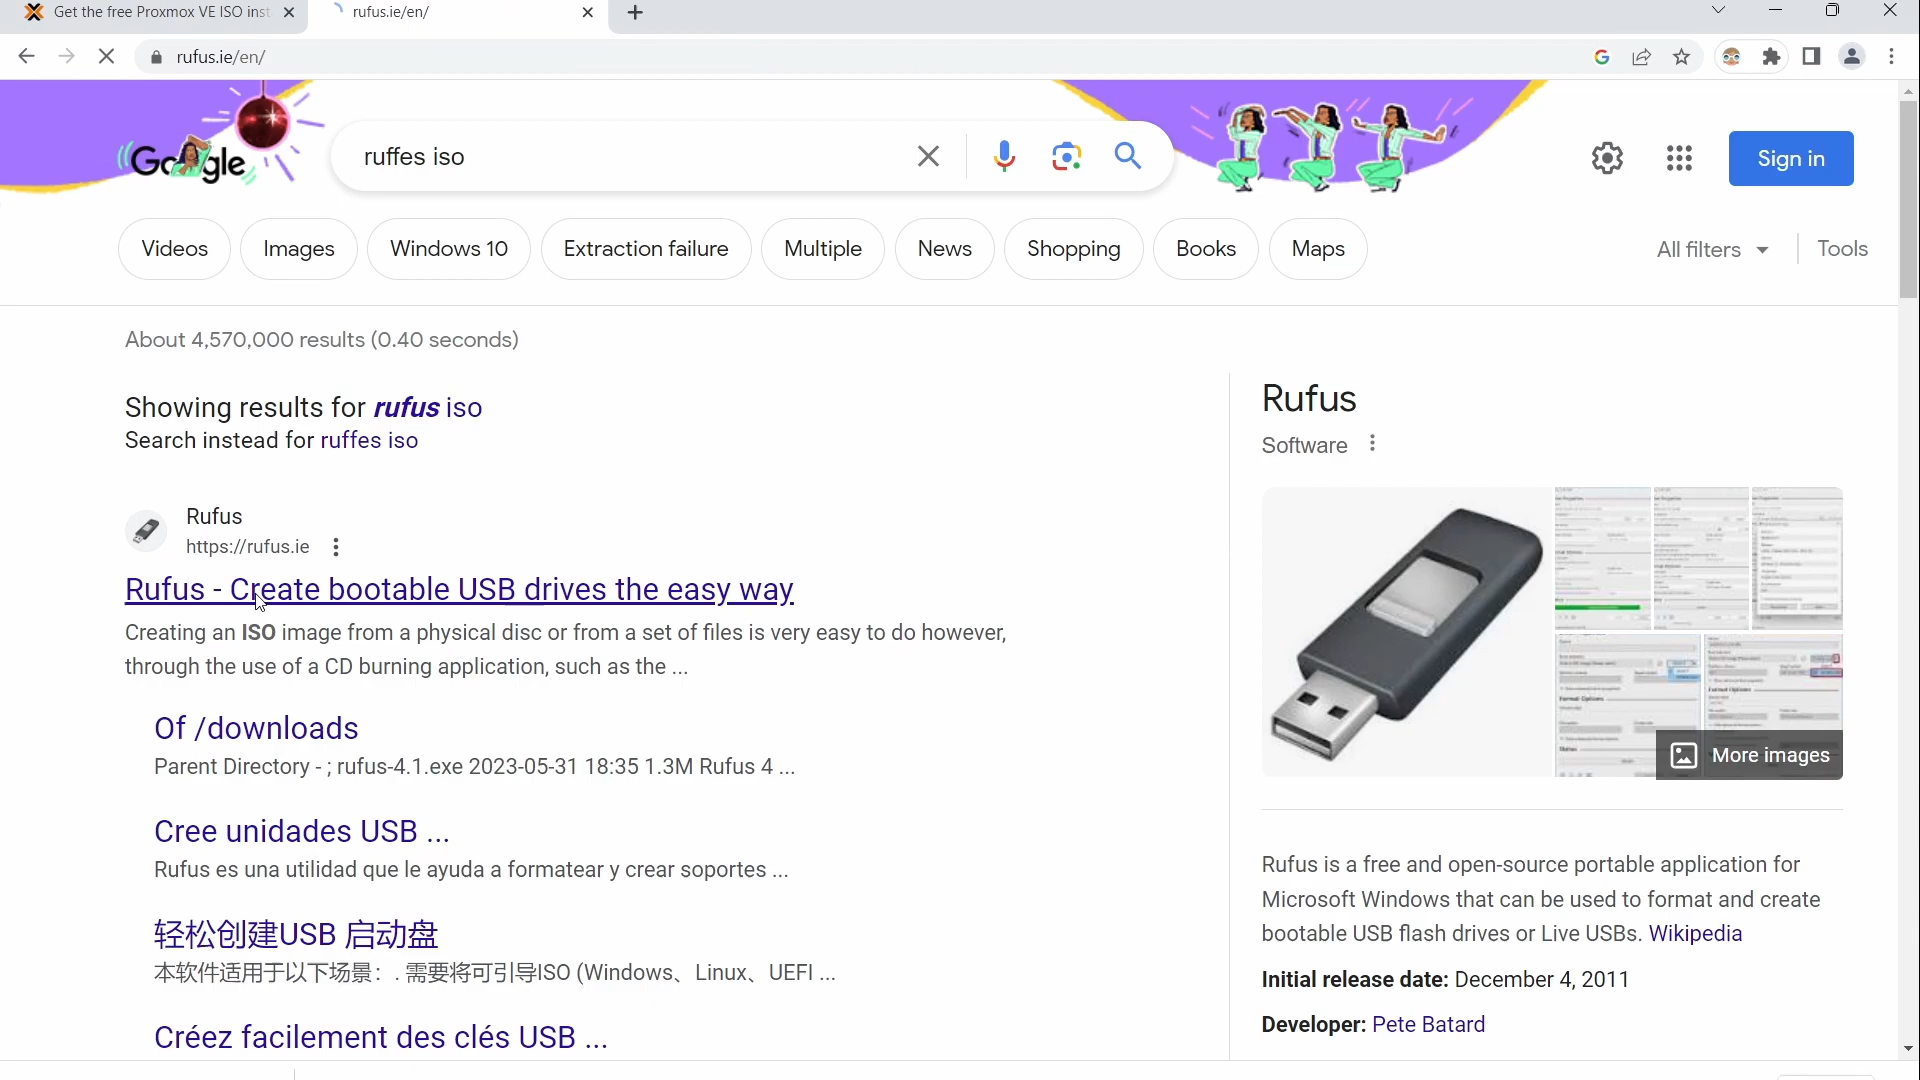 Get the free Proxmox VE ISO inst
rufus.ie/en/
rufus.ie/en/
Google
ruffes iso
Sign in
Videos
Images
Windows 10
Extraction failure
Multiple
News
Shopping
Books
Maps
All filters
Tools
About 4,570,000 results (0.40 seconds)
Showing results for rufus iso
Search instead for ruffes iso
Rufus
https://rufus.ie
Rufus - Create bootable USB drives the easy way
Creating an ISO image from a physical disc or from a set of files is very easy to do however,
through the use of a CD burning application, such as the ...
Of /downloads
Parent Directory - ; rufus-4.1.exe 2023-05-31 18:35 1.3M Rufus 4 ...
Cree unidades USB ...
Rufus es una utilidad que le ayuda a formatear y crear soportes ...
轻松创建USB 启动盘
本软件适用于以下场景：. 需要将可引导ISO (Windows、Linux、UEFI ...
Créez facilement des clés USB ...
Rufus
Software
More images
Rufus is a free and open-source portable application for
Microsoft Windows that can be used to format and create
bootable USB flash drives or Live USBs. Wikipedia
Initial release date: December 4, 2011
Developer: Pete Batard